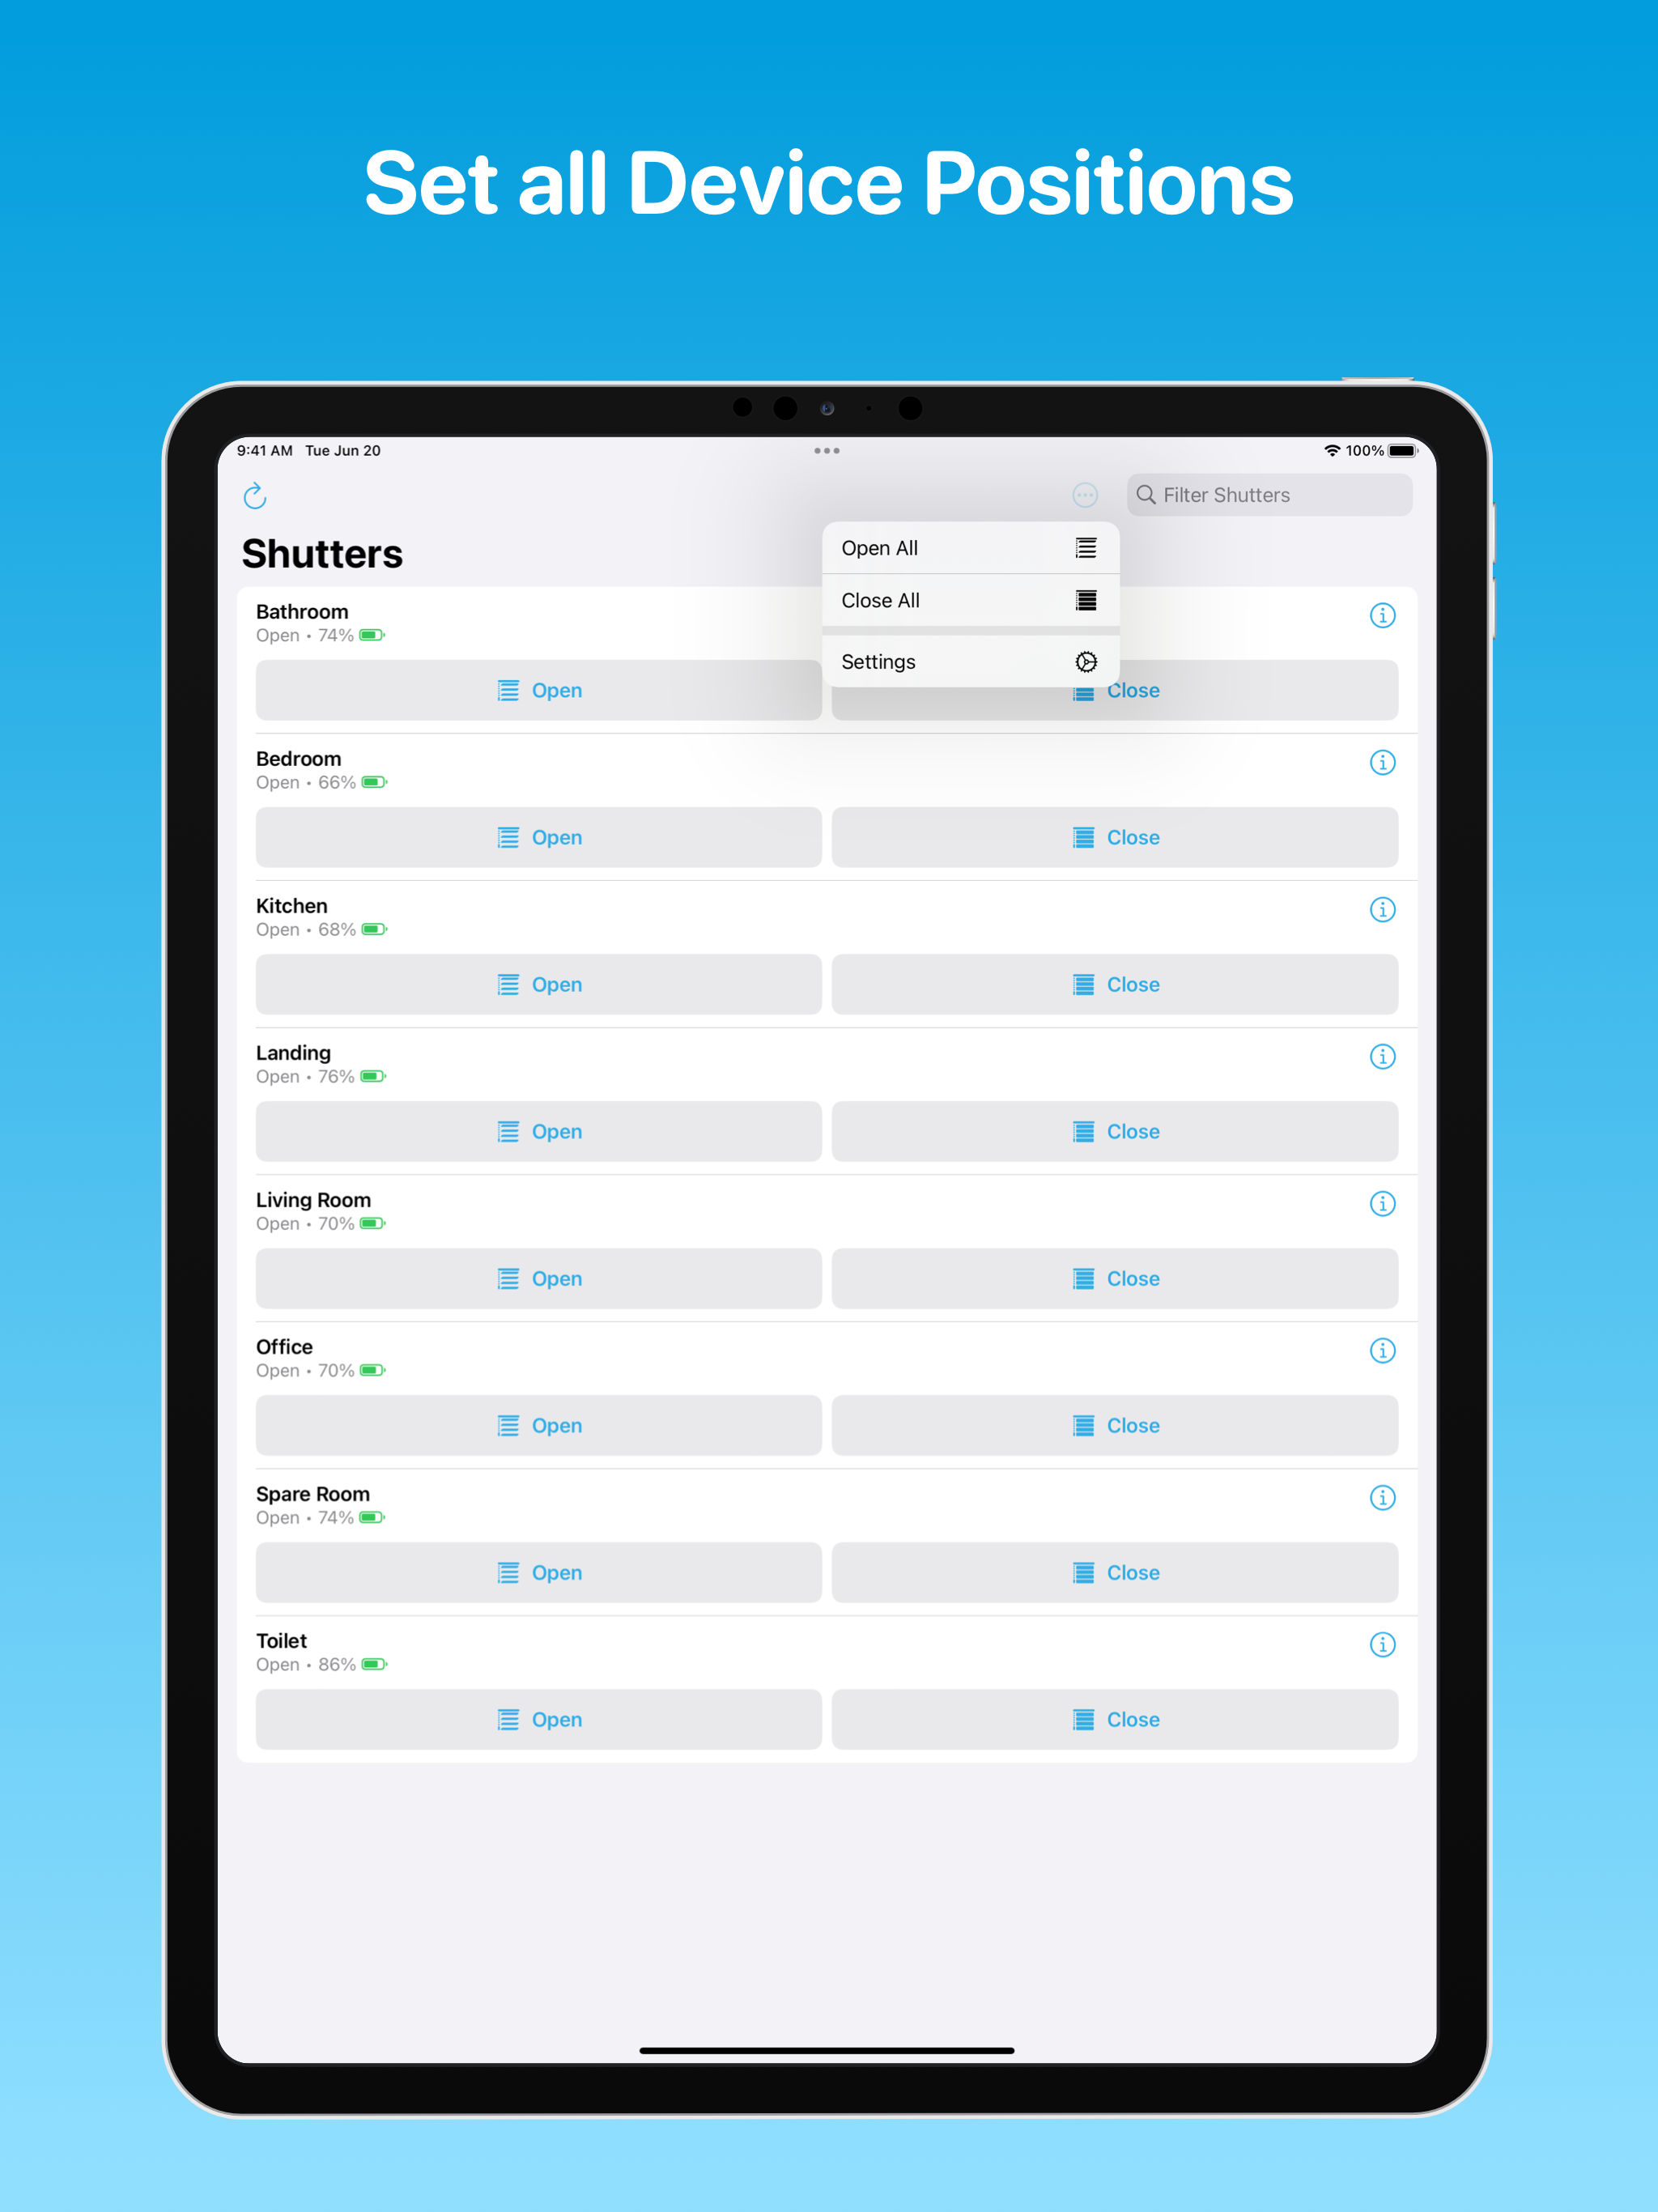 Set all Device Positions
9:41 AM Tue Jun 20
100%
Filter Shutters
Shutters
Open All
Close All
Settings
Bathroom
Open • 74%
Open
Close
Bedroom
Open • 66%
Open
Close
Kitchen
Open • 68%
Open
Close
Landing
Open • 76%
Open
Close
Living Room
Open • 70%
Open
Close
Office
Open • 70%
Open
Close
Spare Room
Open • 74%
Open
Close
Toilet
Open • 86%
Open
Close